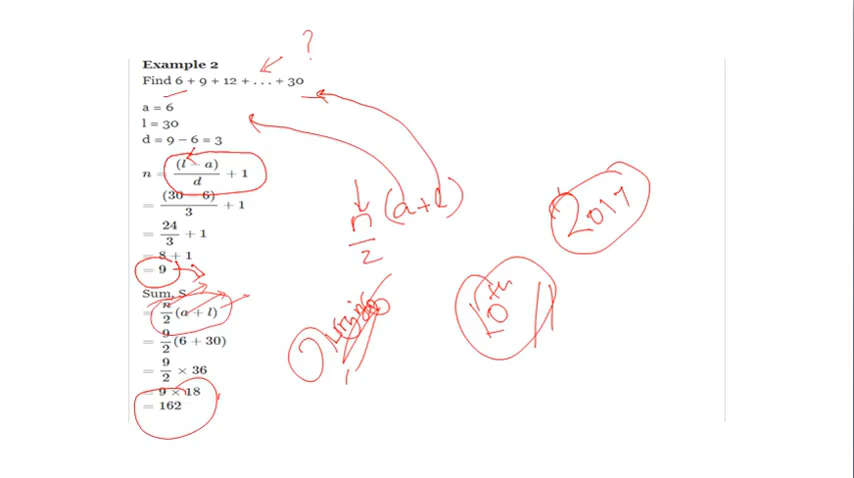 ?
Example 2
Find 6 + 9 + 12 + . . . + 30
a = 6
l = 30
d = 9 − 6 = 3
n = (l − a)/d + 1
= (30 − 6)/3 + 1
= 24/3 + 1
= 8 + 1
= 9
Sum, S
= n/2 (a + l)
= 9/2 (6 + 30)
= 9/2 × 36
= 9 × 18
= 162
n/2 (a+l)
2017
10th